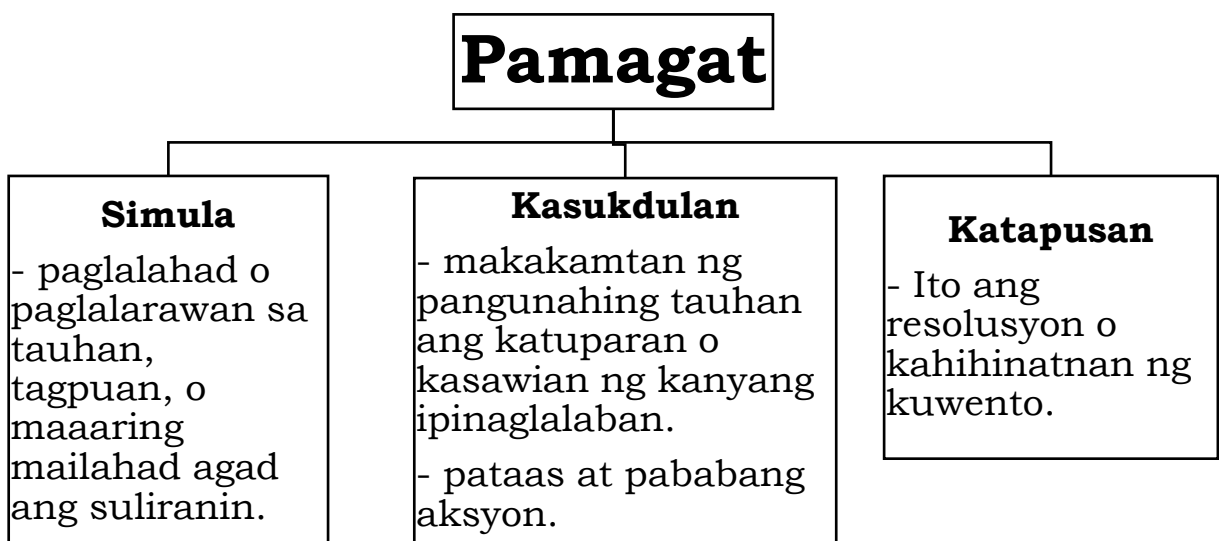 Pamagat
Simula
- paglalahad o
paglalarawan sa
tauhan,
tagpuan, o
maaaring
mailahad agad
ang suliranin.
Kasukdulan
- makakamtan ng
pangunahing tauhan
ang katuparan o
kasawian ng kanyang
ipinaglalaban.
- pataas at pababang
aksyon.
Katapusan
- Ito ang
resolusyon o
kahihinatnan ng
kuwento.